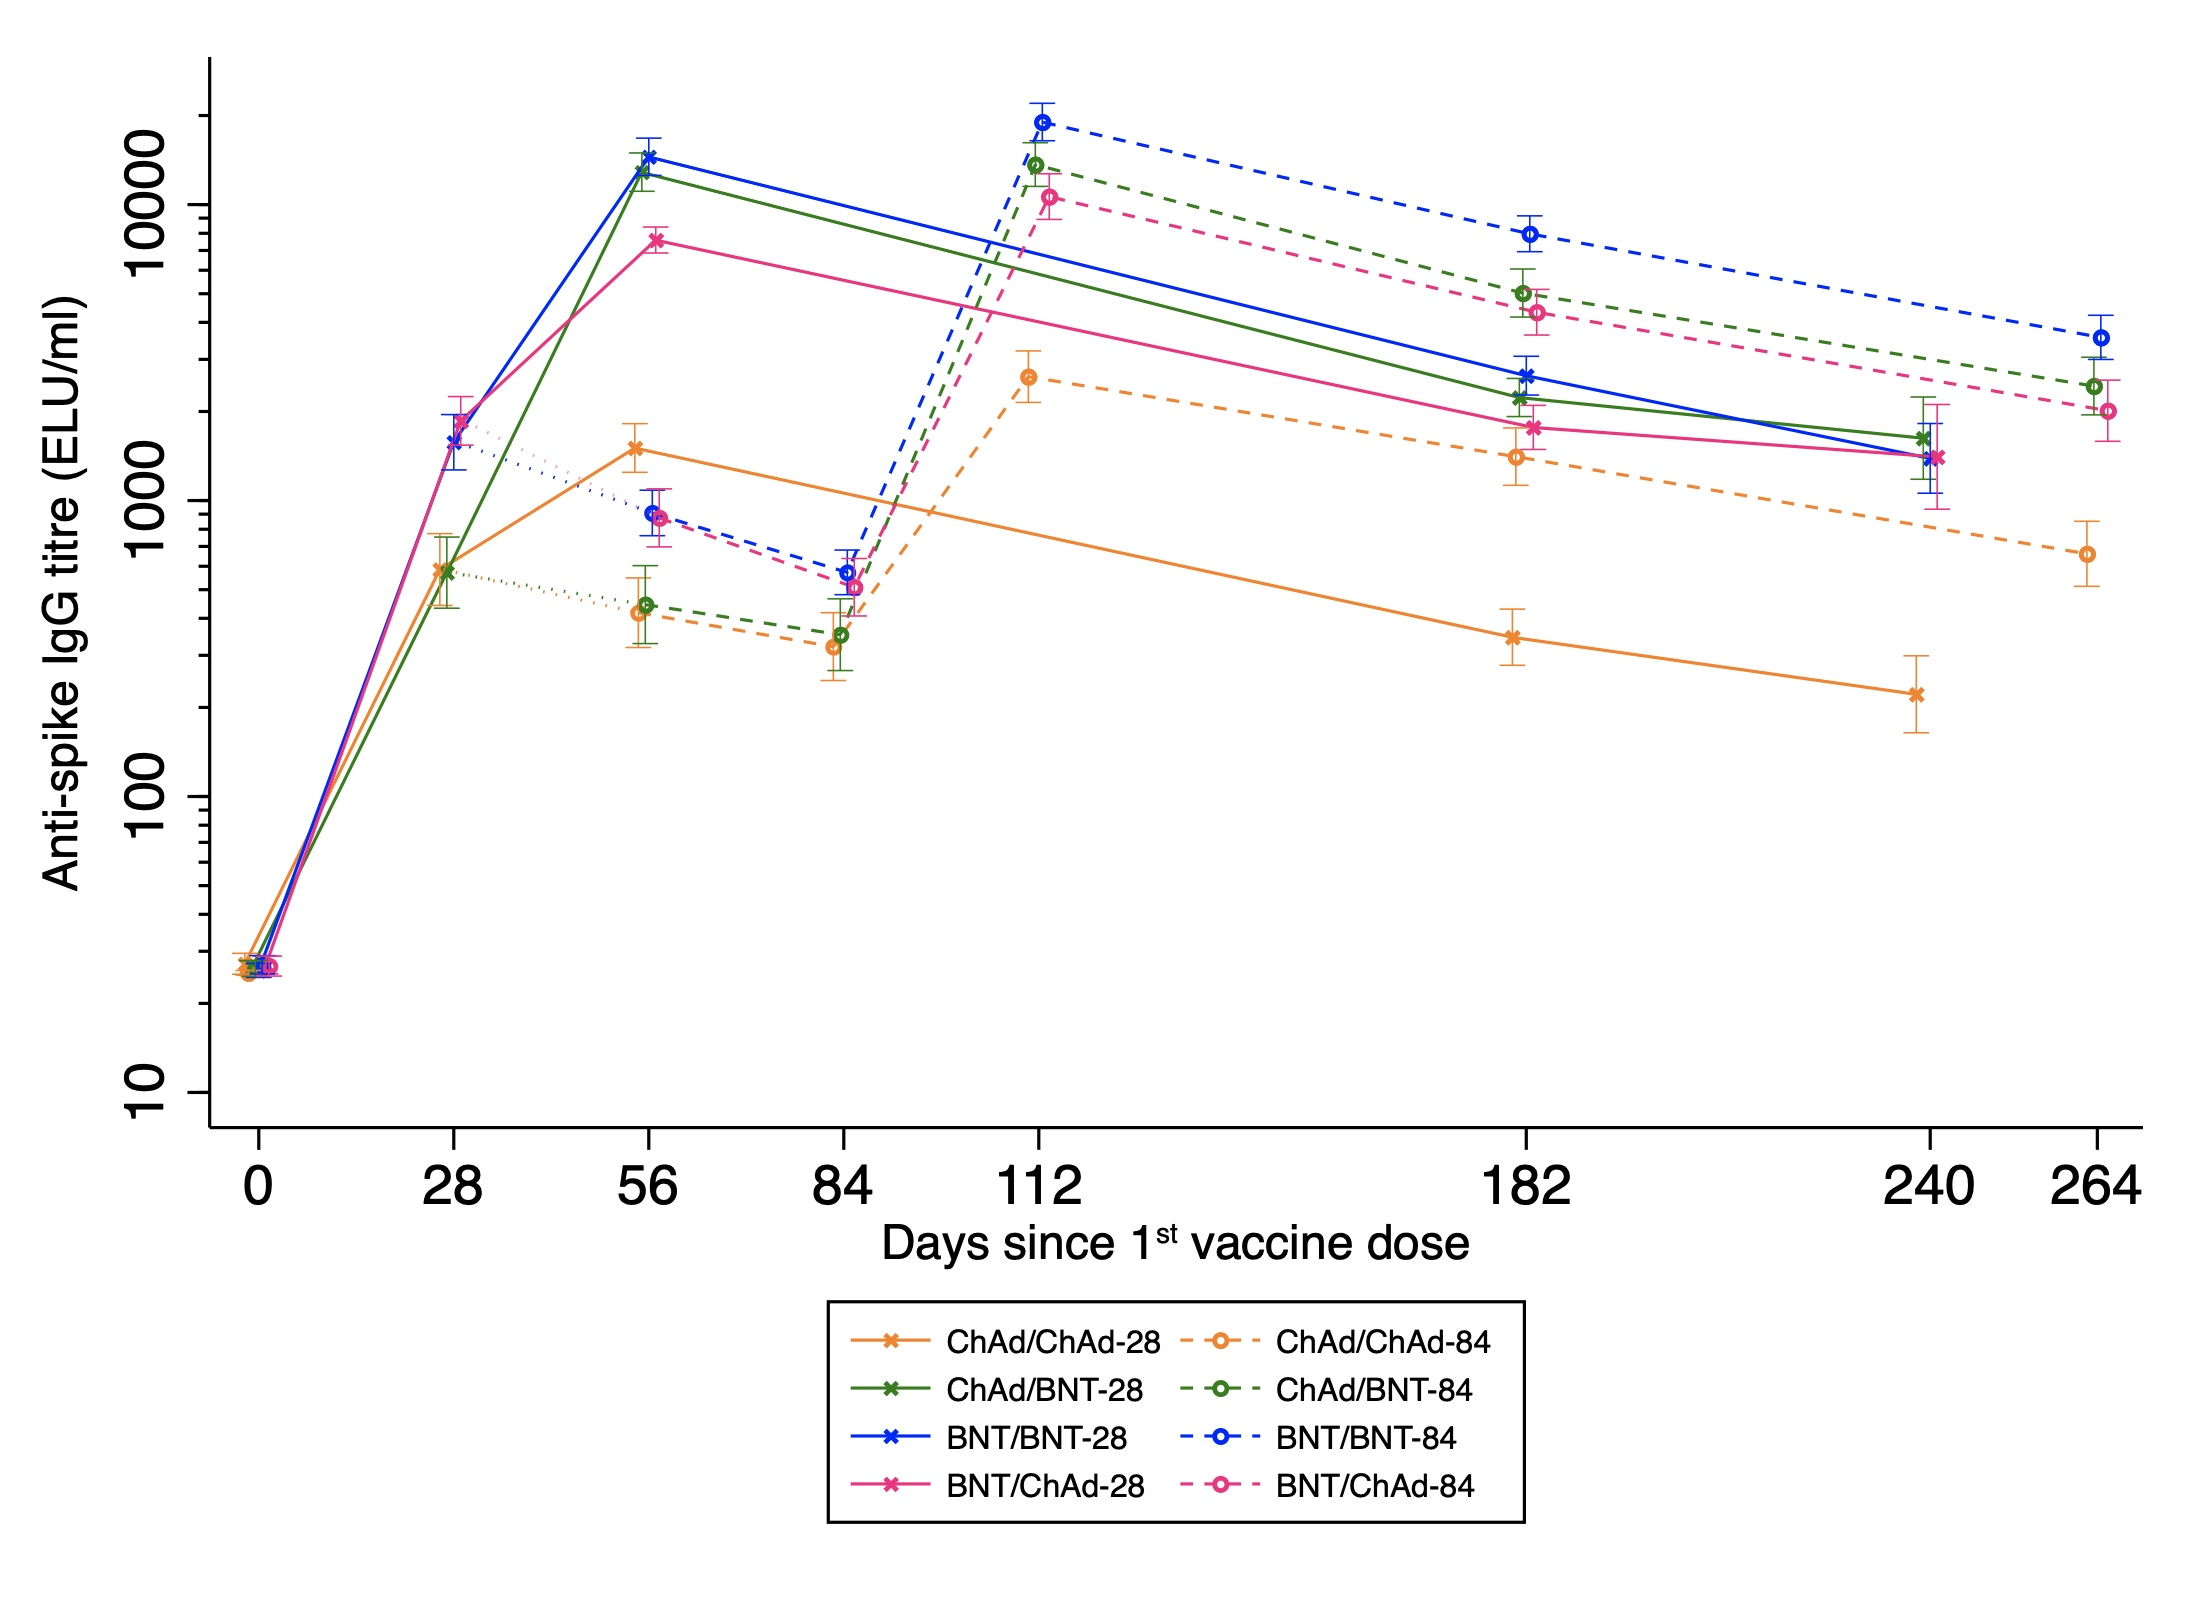 Anti-spike IgG titre (ELU/ml)
10000
1000
100
10
0 28 56 84 112 182 240 264
Days since 1st vaccine dose
ChAd/ChAd-28 ChAd/ChAd-84
ChAd/BNT-28 ChAd/BNT-84
BNT/BNT-28 BNT/BNT-84
BNT/ChAd-28 BNT/ChAd-84